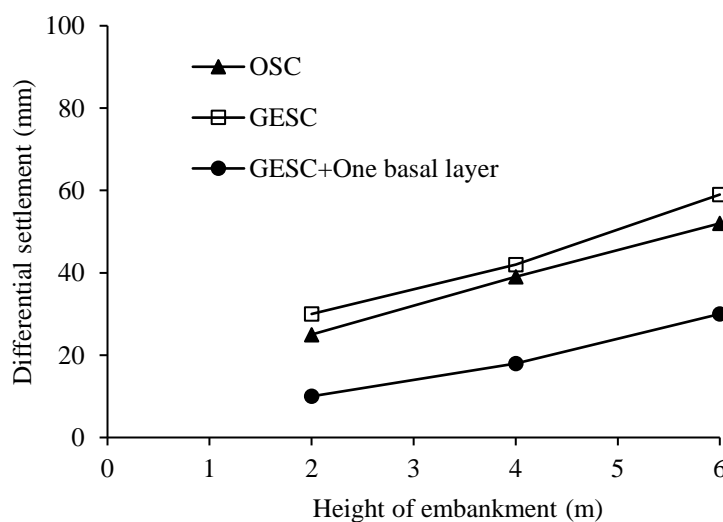 100
80
60
40
20
0
Differential settlement (mm)
OSC
GESC
GESC+One basal layer
0 1 2 3 4 5 6
Height of embankment (m)